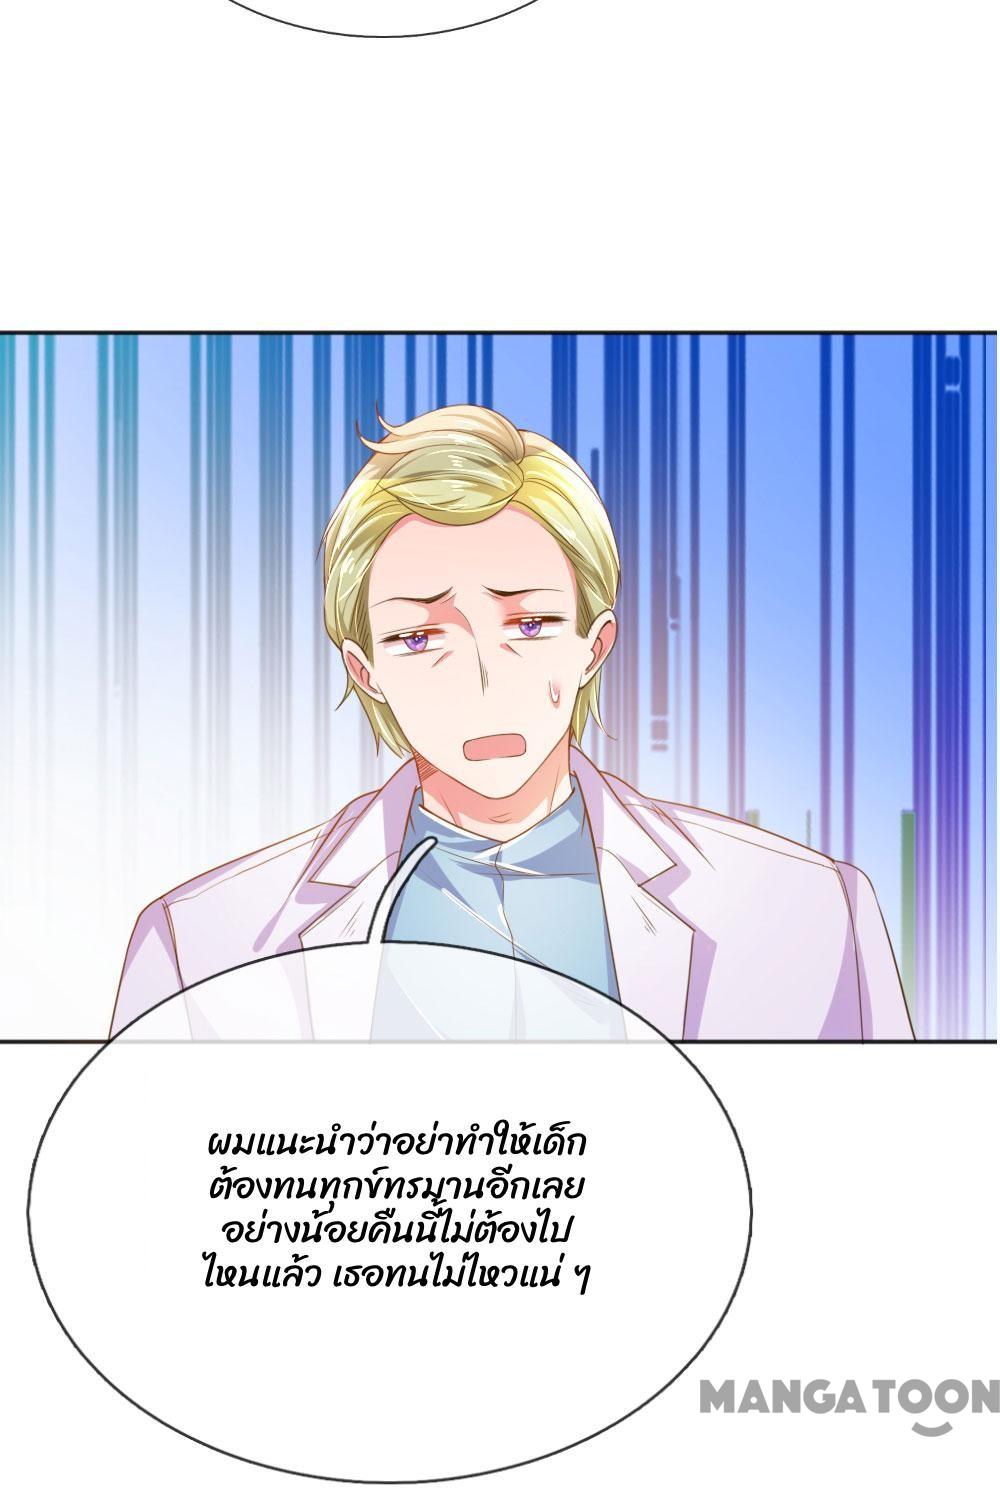 ผมแนะนำว่าอย่าทำให้เด็ก
ต้องทนทุกข์ทรมานอีกเลย
อย่างน้อยคืนนี้ไม่ต้องไป
ไหนแล้ว เธอทนไม่ไหวแน่ ๆ
MANGATOON